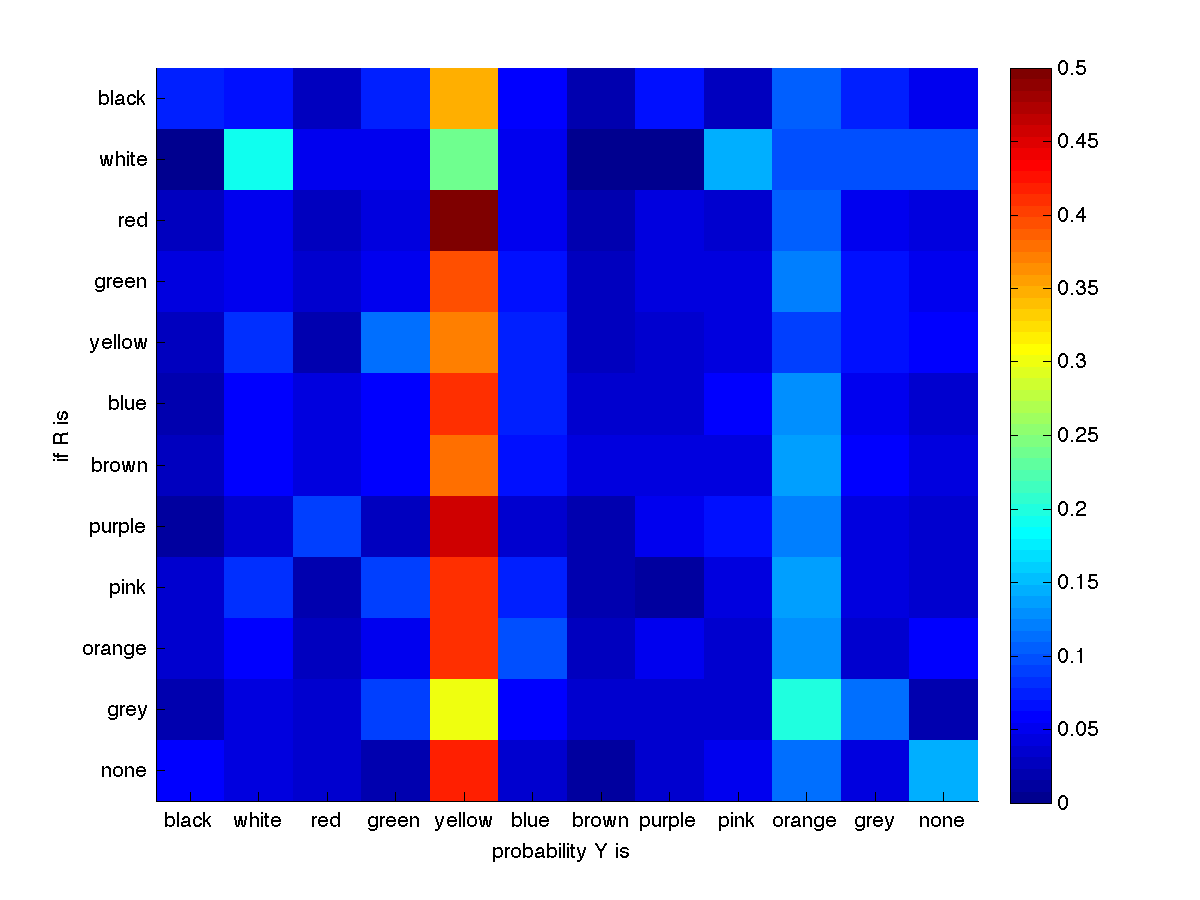 black
white
red
green
yellow
blue
brown
purple
pink
orange
grey
none
if R is
black white red green yellow blue brown purple pink orange grey none
probability Y is
0.5
0.45
0.4
0.35
0.3
0.25
0.2
0.15
0.1
0.05
0